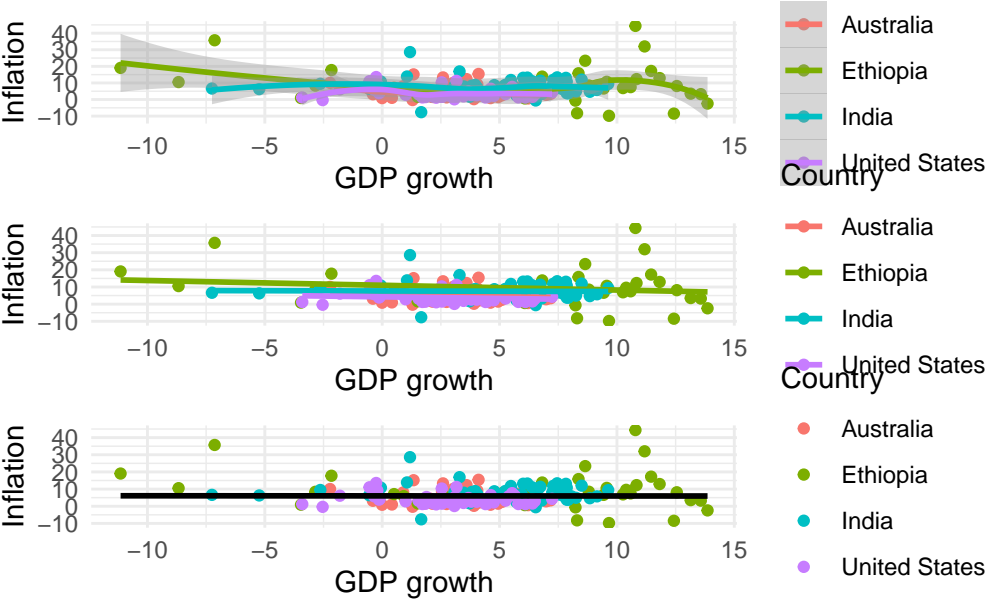 Inflation
40
30
20
10
0
−10
−10 −5 0 5 10 15
GDP growth
Australia
Ethiopia
India
United States
Country
Inflation
40
30
20
10
0
−10
−10 −5 0 5 10 15
GDP growth
Australia
Ethiopia
India
United States
Country
Inflation
40
30
20
10
0
−10
−10 −5 0 5 10 15
GDP growth
Australia
Ethiopia
India
United States